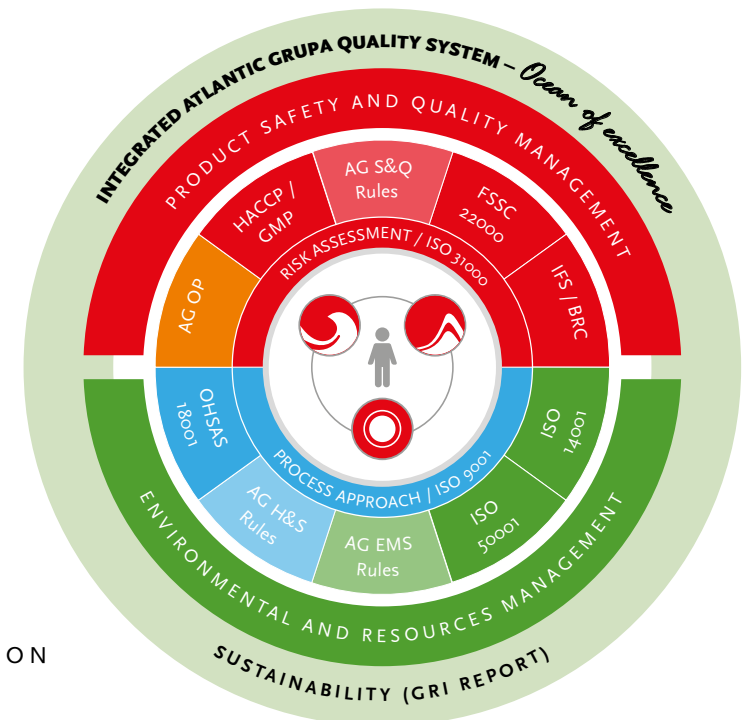 INTEGRATED ATLANTIC GRUPA QUALITY SYSTEM – Ocean of excellence
PRODUCT SAFETY AND QUALITY MANAGEMENT
AG OP
HACCP /
GMP
AG S&Q
Rules
FSSC
22000
IFS / BRC
RISK ASSESSMENT / ISO 31000
PROCESS APPROACH / ISO 9001
OHSAS
18001
AG H&S
Rules
AG EMS
Rules
ISO
50001
ISO
14001
ENVIRONMENTAL AND RESOURCES MANAGEMENT
SUSTAINABILITY (GRI REPORT)
ON